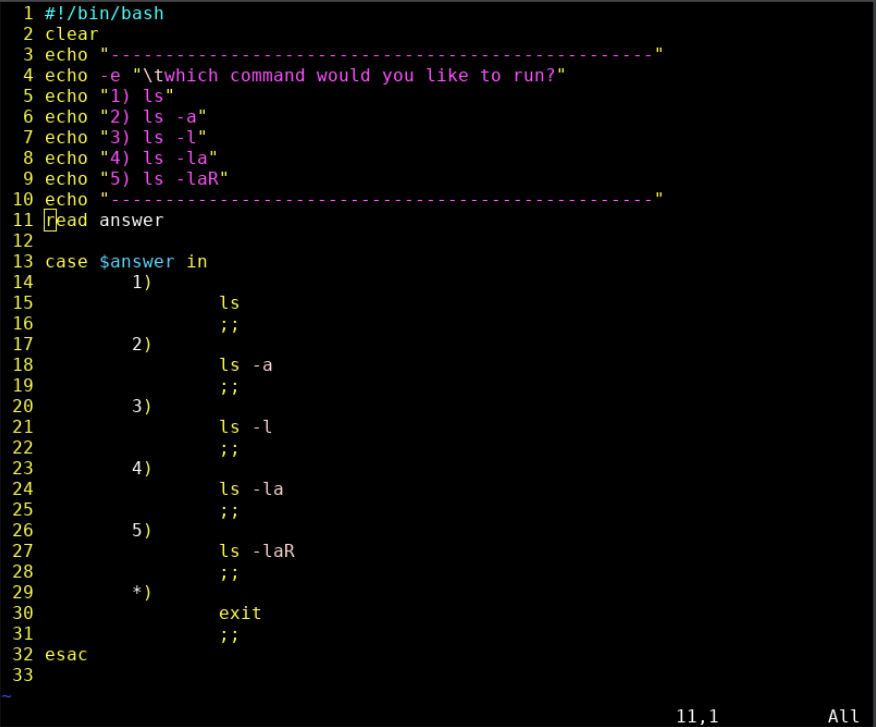 1 #!/bin/bash
2 clear
3 echo "--------------------------------------------------"
4 echo -e "\twhich command would you like to run?"
5 echo "1) ls"
6 echo "2) ls -a"
7 echo "3) ls -l"
8 echo "4) ls -la"
9 echo "5) ls -laR"
10 echo "--------------------------------------------------"
11 read answer
12
13 case $answer in
14         1)
15                 ls
16                 ;;
17         2)
18                 ls -a
19                 ;;
20         3)
21                 ls -l
22                 ;;
23         4)
24                 ls -la
25                 ;;
26         5)
27                 ls -laR
28                 ;;
29         *)
30                 exit
31                 ;;
32 esac
33
~
11,1 All